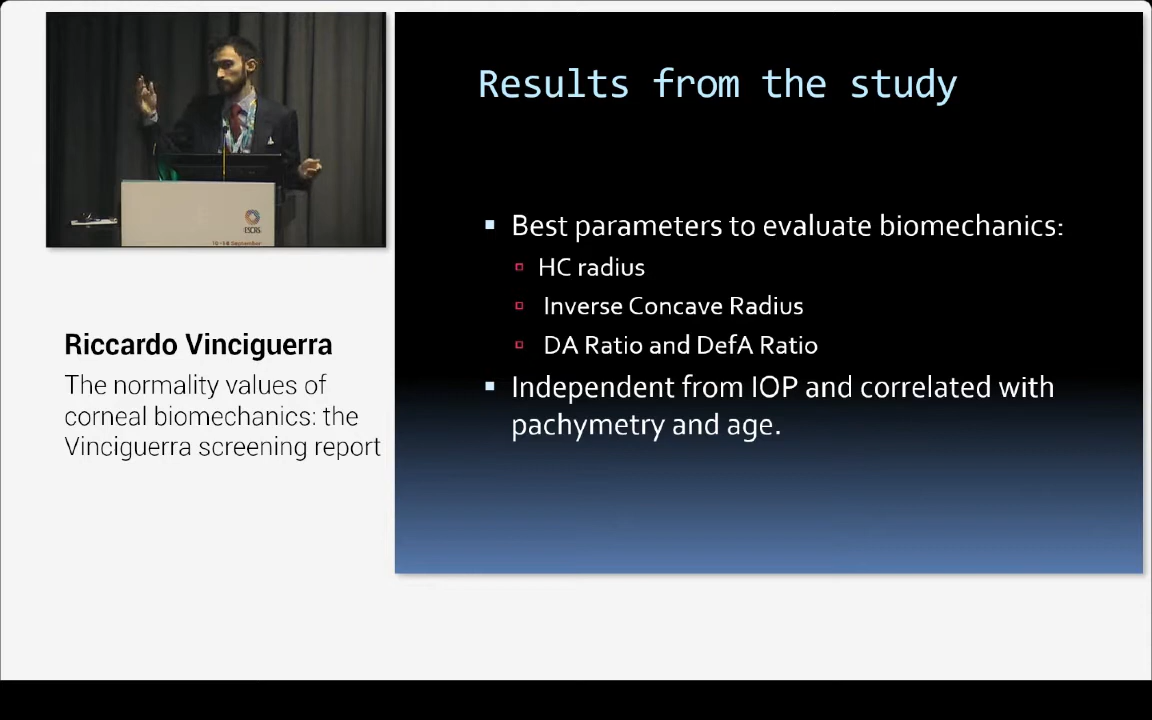 ESCRS
Riccardo Vinciguerra
The normality values of
corneal biomechanics: the
Vinciguerra screening report
Results from the study
Best parameters to evaluate biomechanics:
HC radius
Inverse Concave Radius
DA Ratio and DefA Ratio
Independent from IOP and correlated with
pachymetry and age.